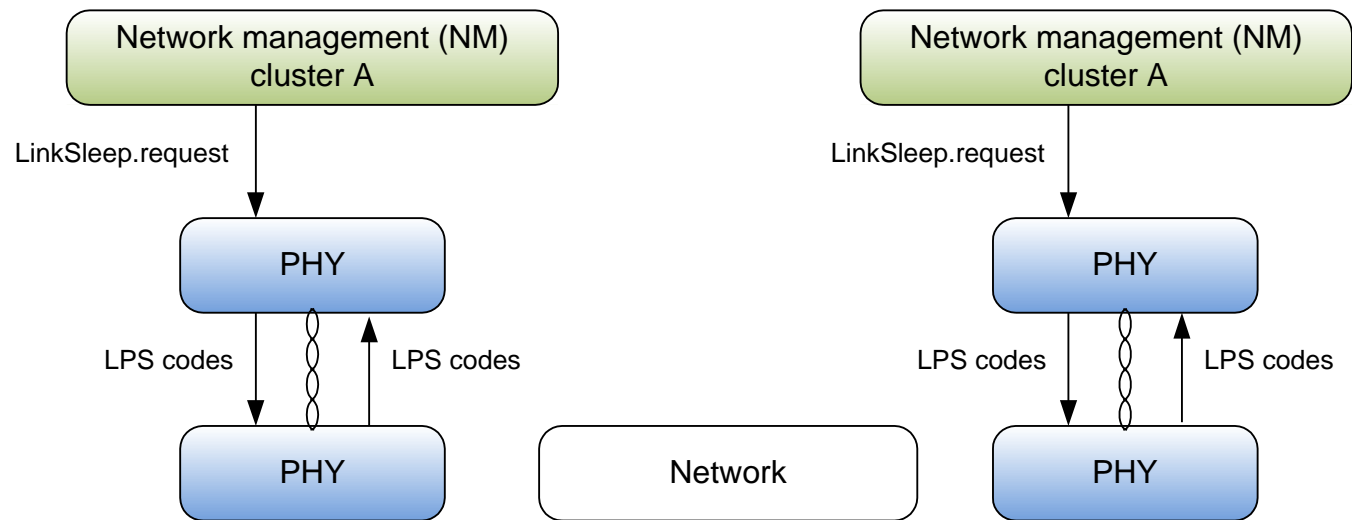 Network management (NM)
cluster A
Network management (NM)
cluster A
LinkSleep.request
LinkSleep.request
PHY
PHY
LPS codes
LPS codes
LPS codes
LPS codes
PHY
Network
PHY